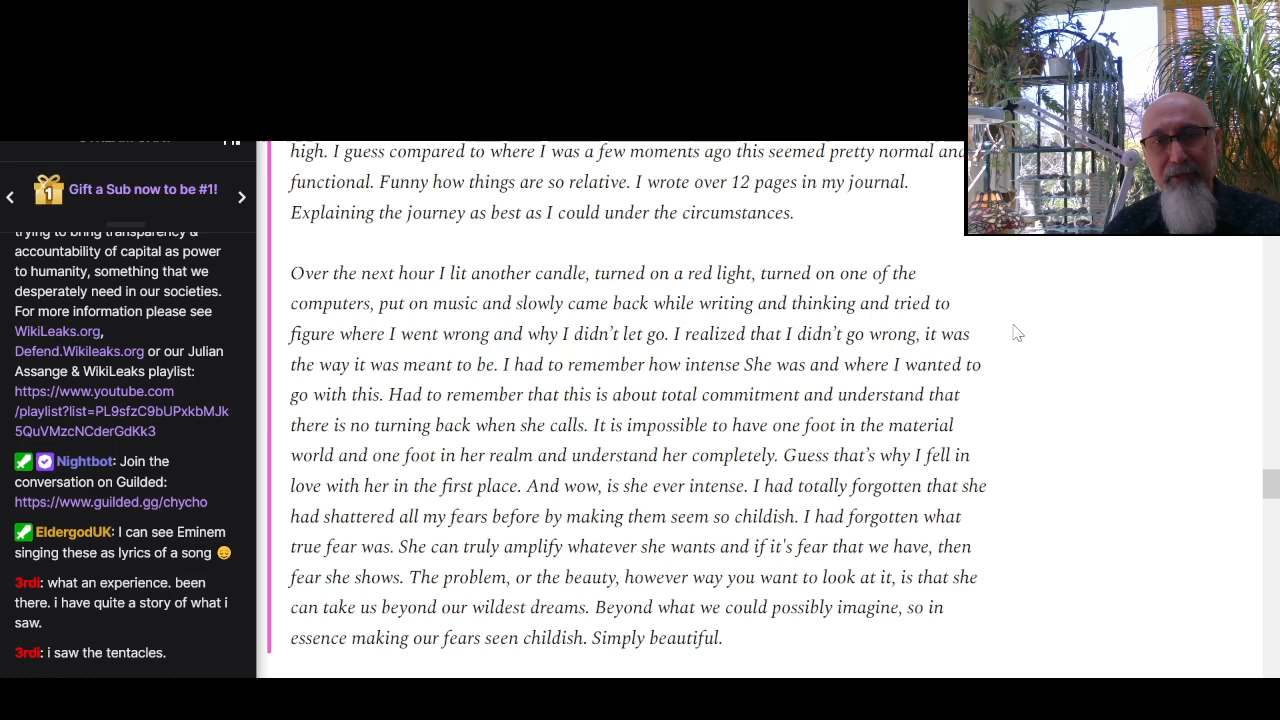 Gift a Sub now to be #1!
trying to bring transparency &
accountability of capital as power
to humanity, something that we
desperately need in our societies.
For more information please see
WikiLeaks.org,
Defend.Wikileaks.org or our Julian
Assange & WikiLeaks playlist:
https://www.youtube.com
/playlist?list=PL9sfzC9bUPxkbMJk
5QuVMzcNCderGdKk3
Nightbot: Join the
conversation on Guilded:
https://www.guilded.gg/chycho
EldergodUK: I can see Eminem
singing these as lyrics of a song 😏
3rdi: what an experience. been
there. i have quite a story of what i
saw.
3rdi: i saw the tentacles.
high. I guess compared to where I was a few moments ago this seemed pretty normal and
functional. Funny how things are so relative. I wrote over 12 pages in my journal.
Explaining the journey as best as I could under the circumstances.
Over the next hour I lit another candle, turned on a red light, turned on one of the
computers, put on music and slowly came back while writing and thinking and tried to
figure where I went wrong and why I didn’t let go. I realized that I didn’t go wrong, it was
the way it was meant to be. I had to remember how intense She was and where I wanted to
go with this. Had to remember that this is about total commitment and understand that
there is no turning back when she calls. It is impossible to have one foot in the material
world and one foot in her realm and understand her completely. Guess that’s why I fell in
love with her in the first place. And wow, is she ever intense. I had totally forgotten that she
had shattered all my fears before by making them seem so childish. I had forgotten what
true fear was. She can truly amplify whatever she wants and if it's fear that we have, then
fear she shows. The problem, or the beauty, however way you want to look at it, is that she
can take us beyond our wildest dreams. Beyond what we could possibly imagine, so in
essence making our fears seen childish. Simply beautiful.